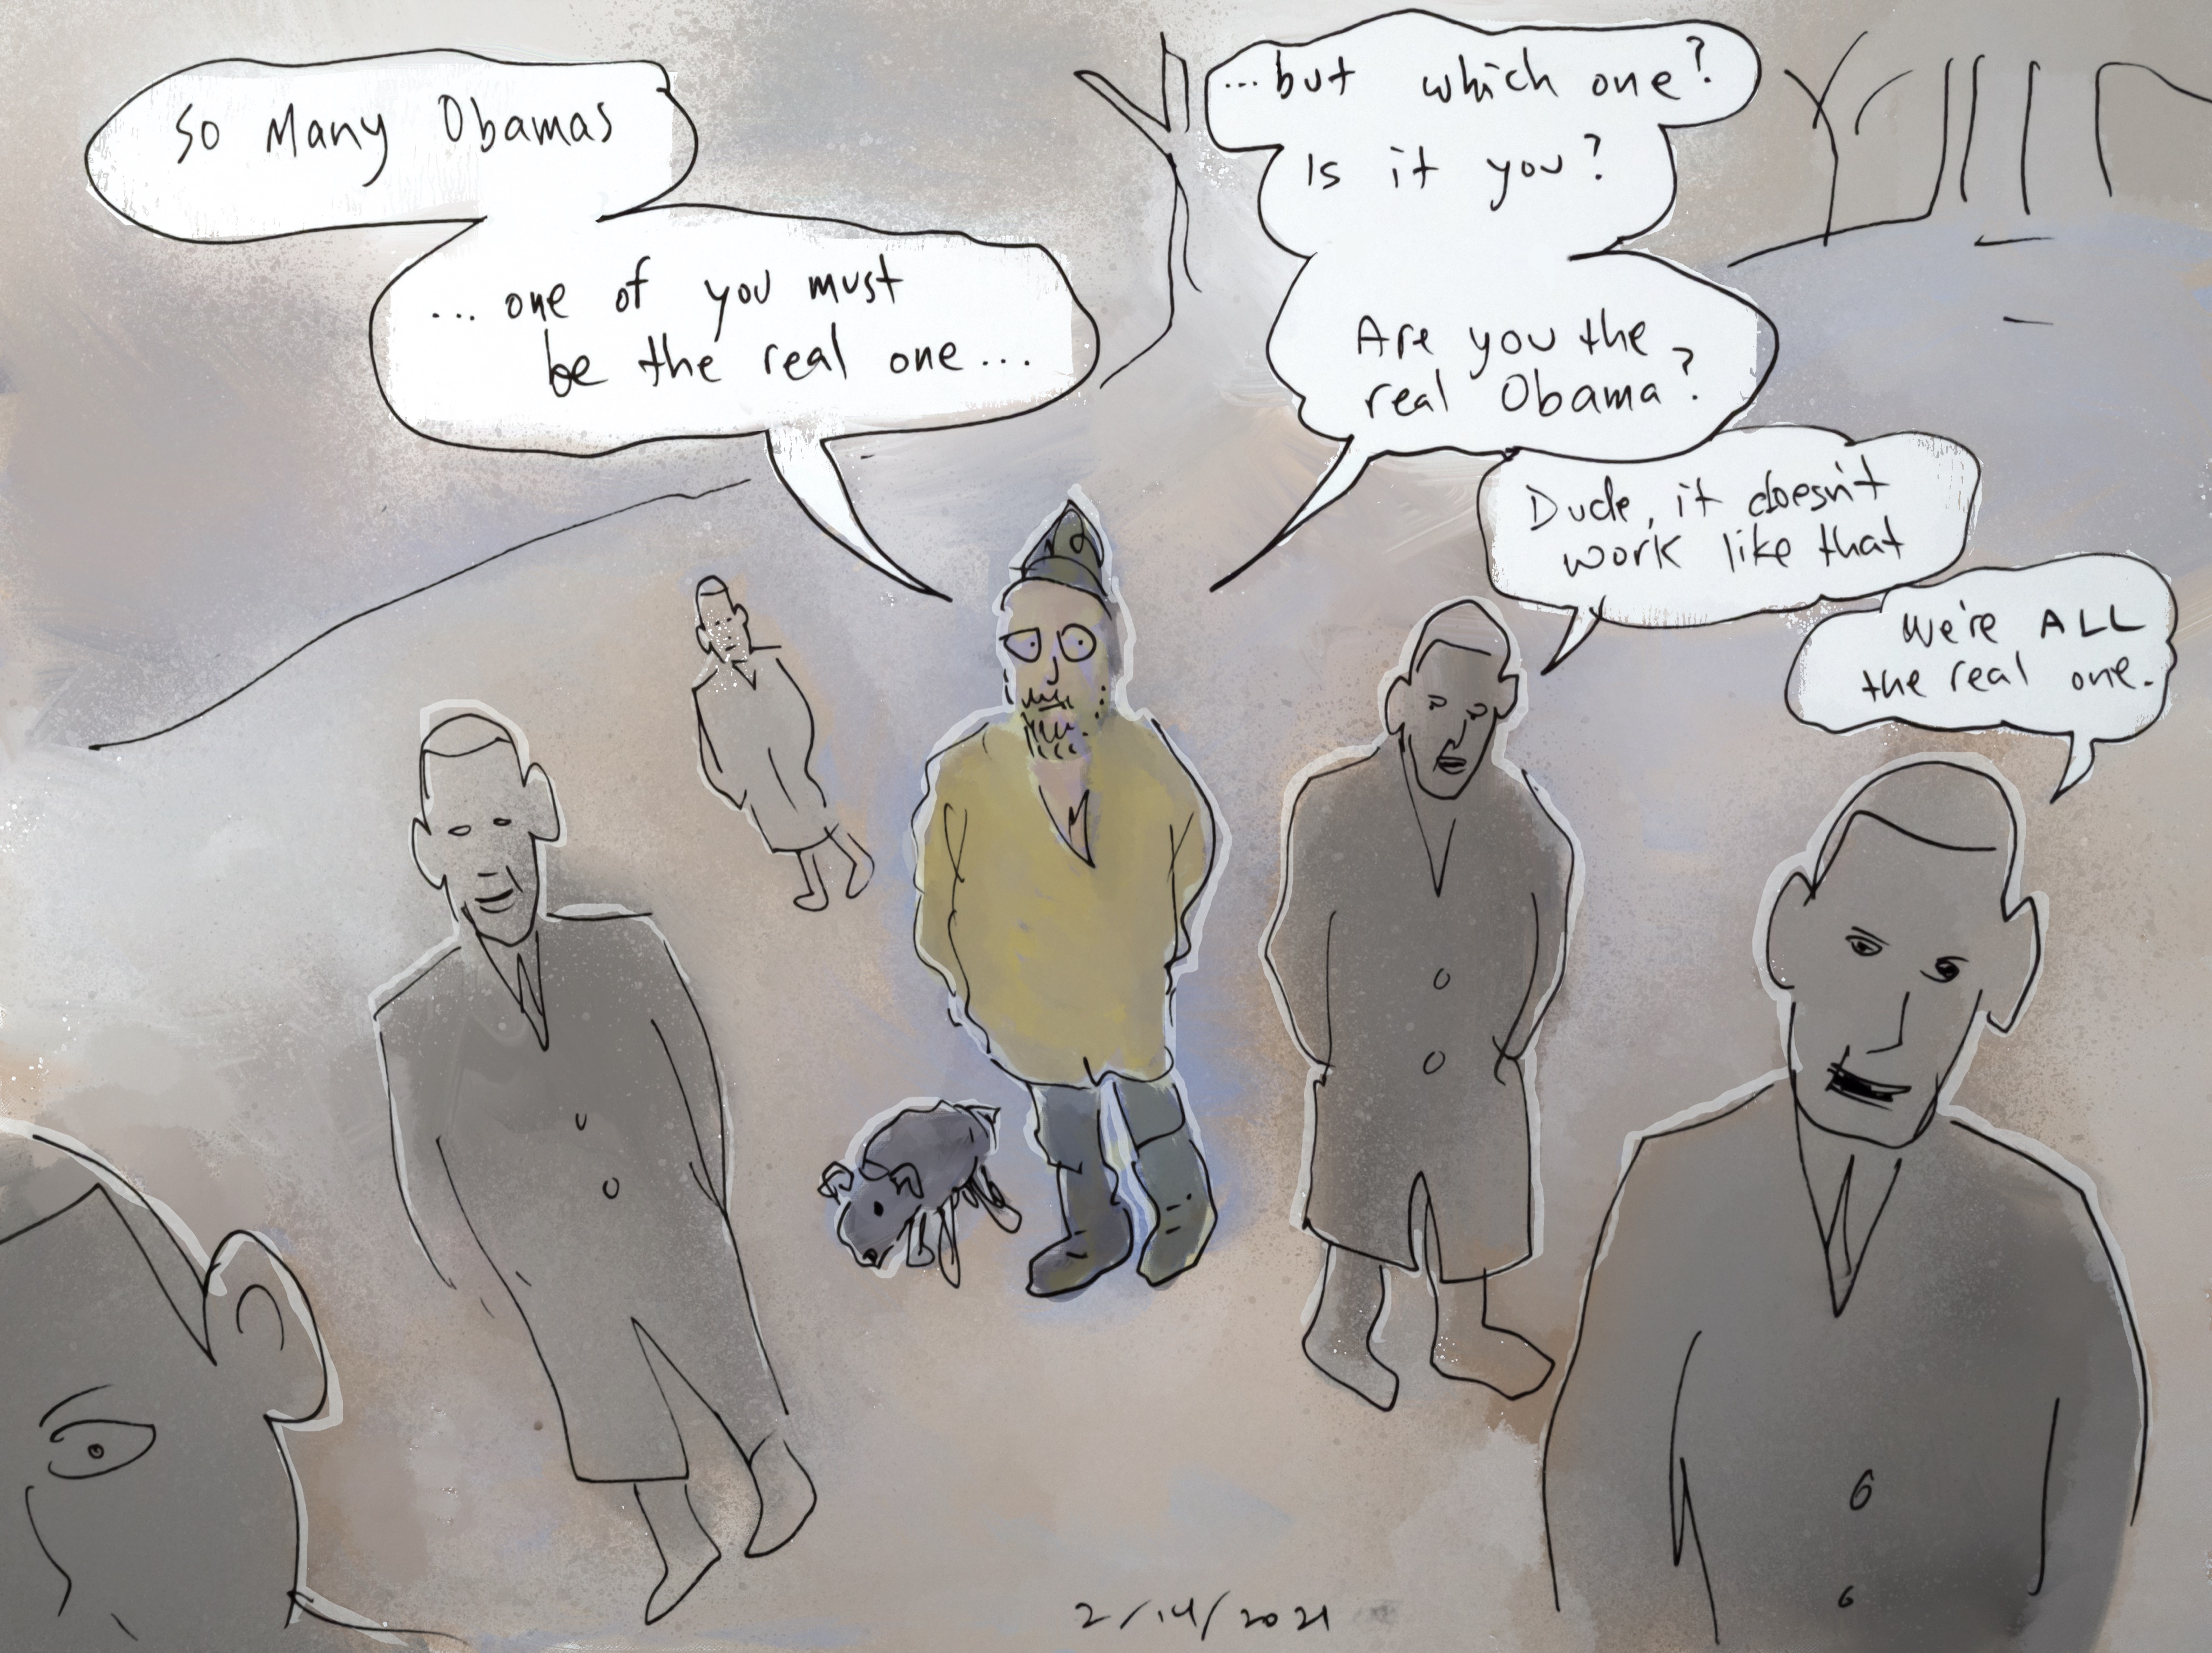 So Many Obamas
... one of you must
be the real one...
...but which one?
Is it you?
Are you the
real Obama?
Dude, it doesn't
work like that
We're ALL
the real one.
2/14/2021